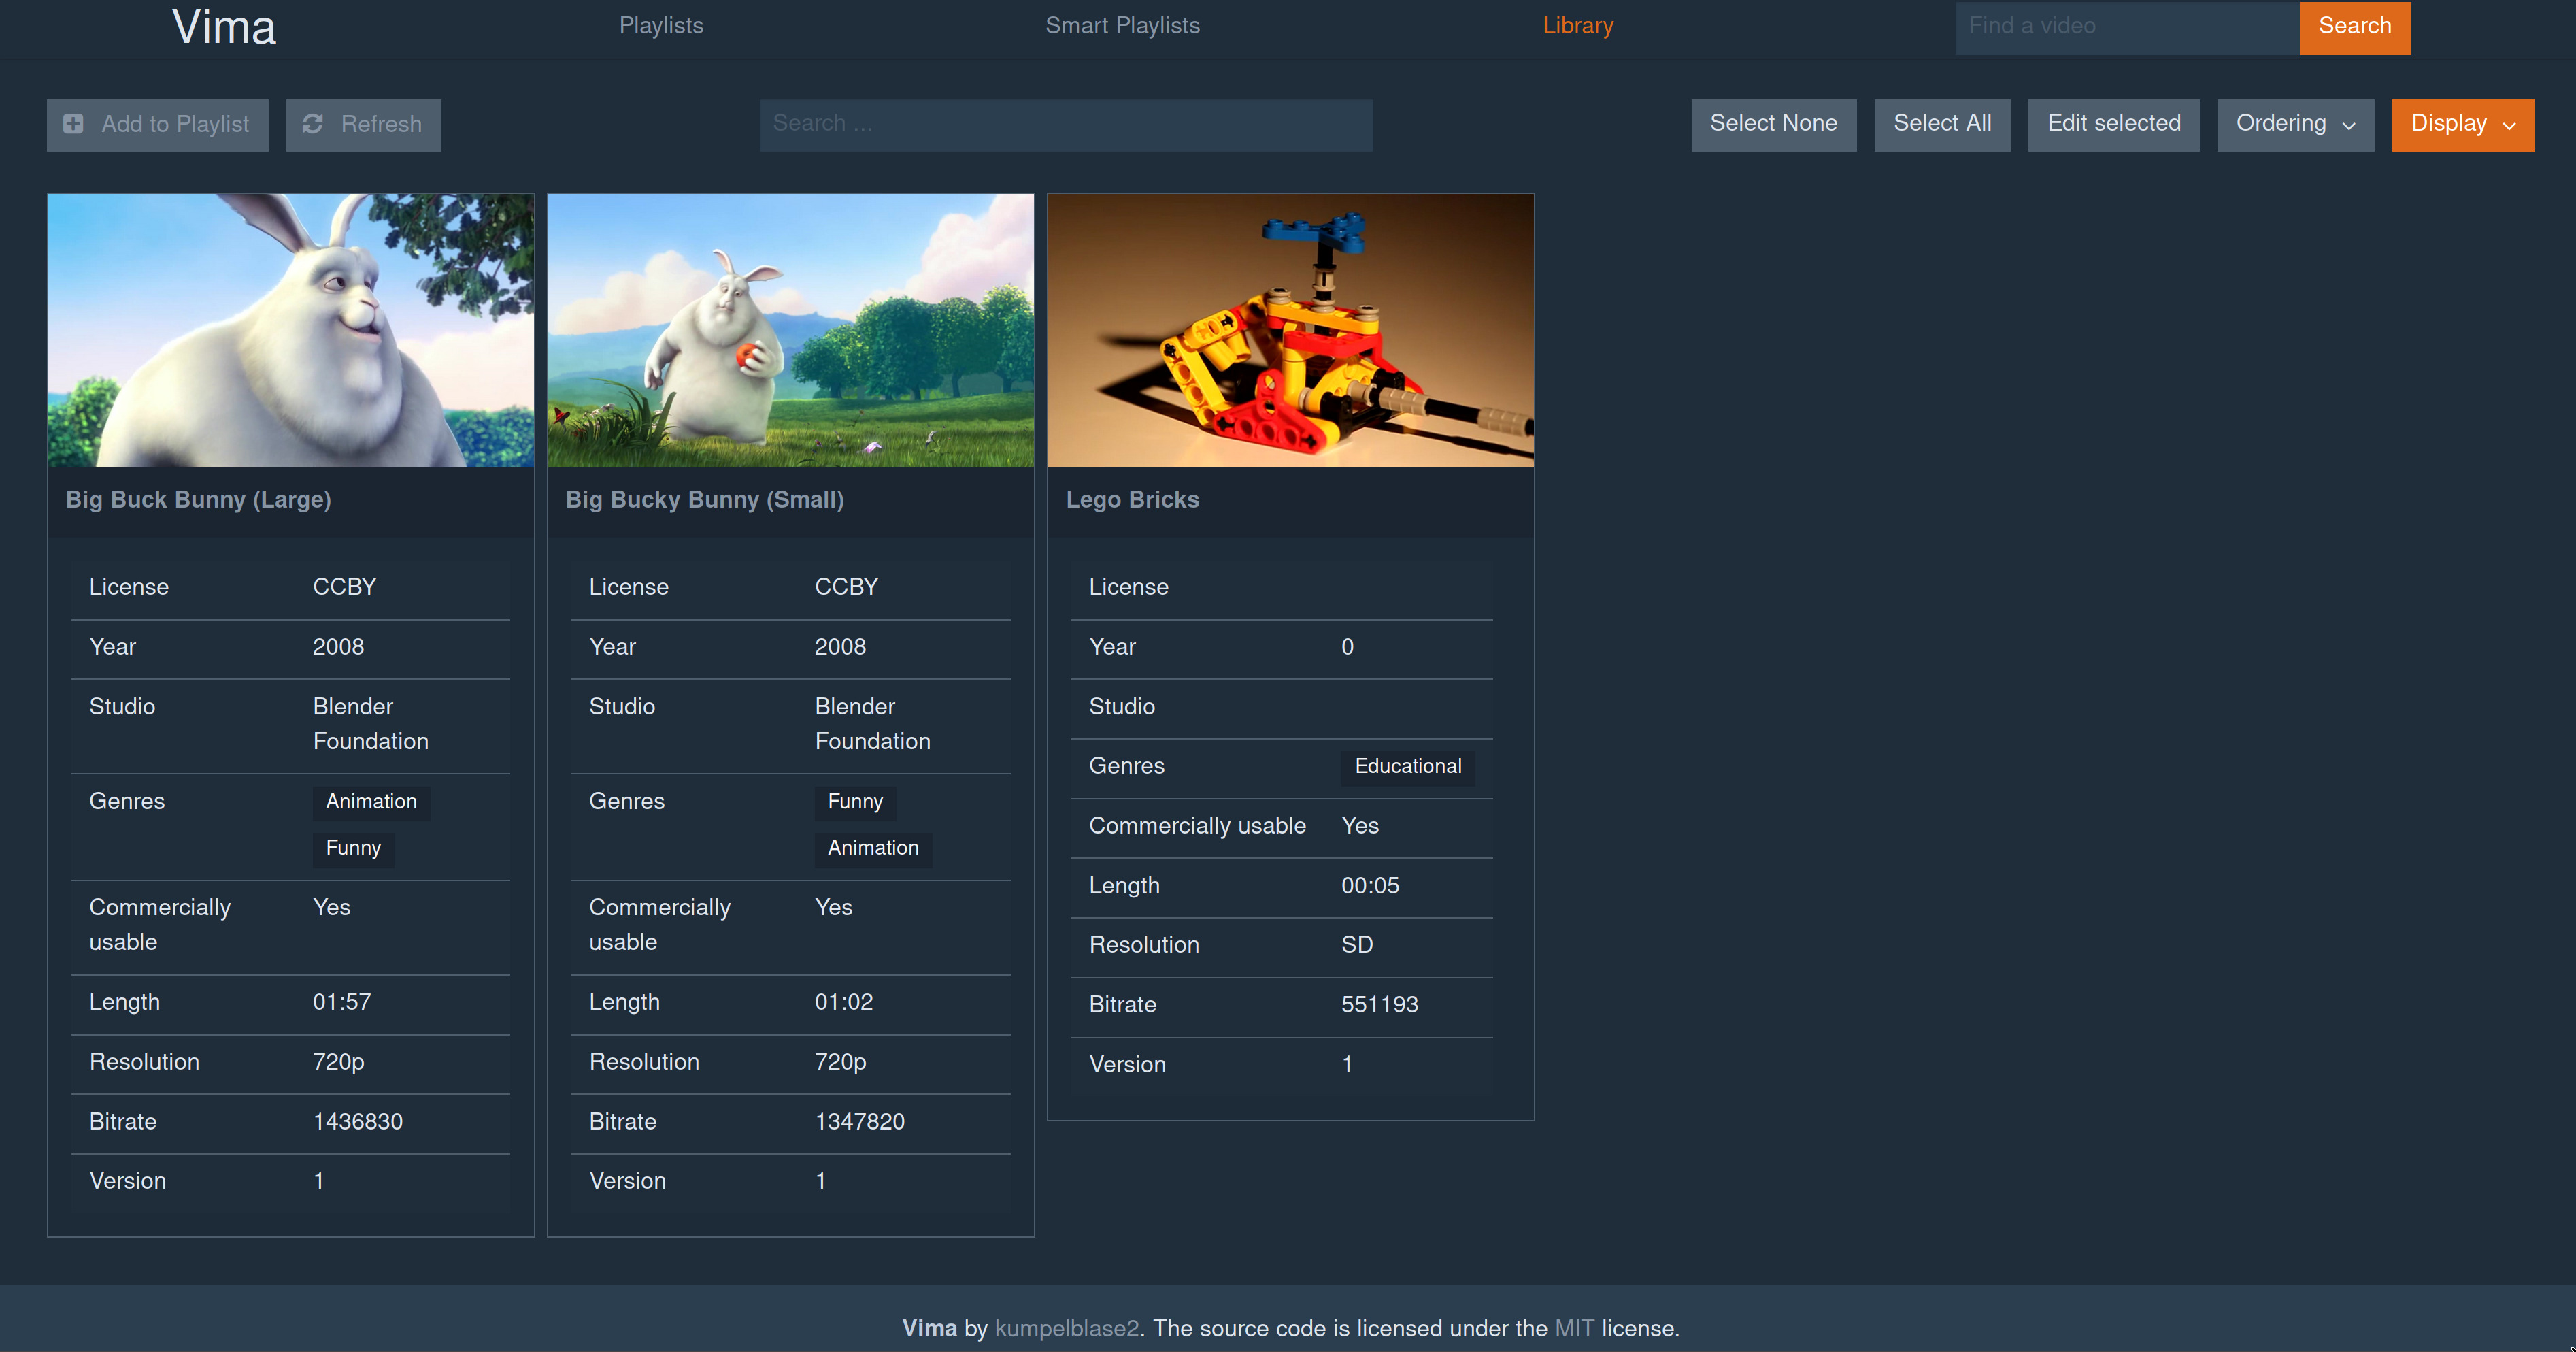 Vima
Playlists
Smart Playlists
Library
Find a video
Search
Add to Playlist
Refresh
Search ...
Select None
Select All
Edit selected
Ordering
Display
Big Buck Bunny (Large)
License CCBY
Year 2008
Studio Blender
Foundation
Genres Animation
Funny
Commercially Yes
usable
Length 01:57
Resolution 720p
Bitrate 1436830
Version 1
Big Bucky Bunny (Small)
License CCBY
Year 2008
Studio Blender
Foundation
Genres Funny
Animation
Commercially Yes
usable
Length 01:02
Resolution 720p
Bitrate 1347820
Version 1
Lego Bricks
License
Year 0
Studio
Genres Educational
Commercially usable Yes
Length 00:05
Resolution SD
Bitrate 551193
Version 1
Vima by kumpelblase2. The source code is licensed under the MIT license.